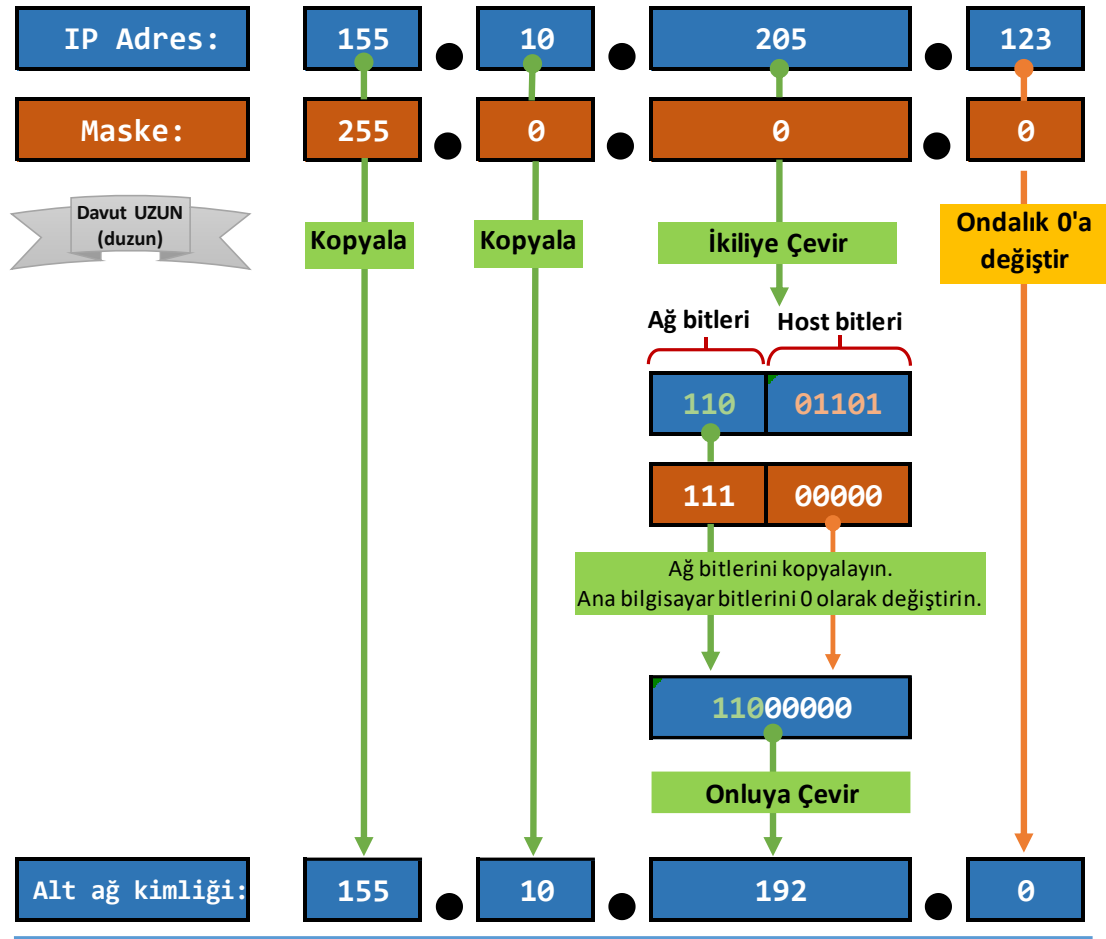 IP Adres: 155 . 10 . 205 . 123
Maske: 255 . 0 . 0 . 0
Davut UZUN
(duzun)
Kopyala
Kopyala
İkiliye Çevir
Ondalık 0'a
değiştir
Ağ bitleri Host bitleri
110 01101
111 00000
Ağ bitlerini kopyalayın.
Ana bilgisayar bitlerini 0 olarak değiştirin.
11000000
Onluya Çevir
Alt ağ kimliği: 155 . 10 . 192 . 0